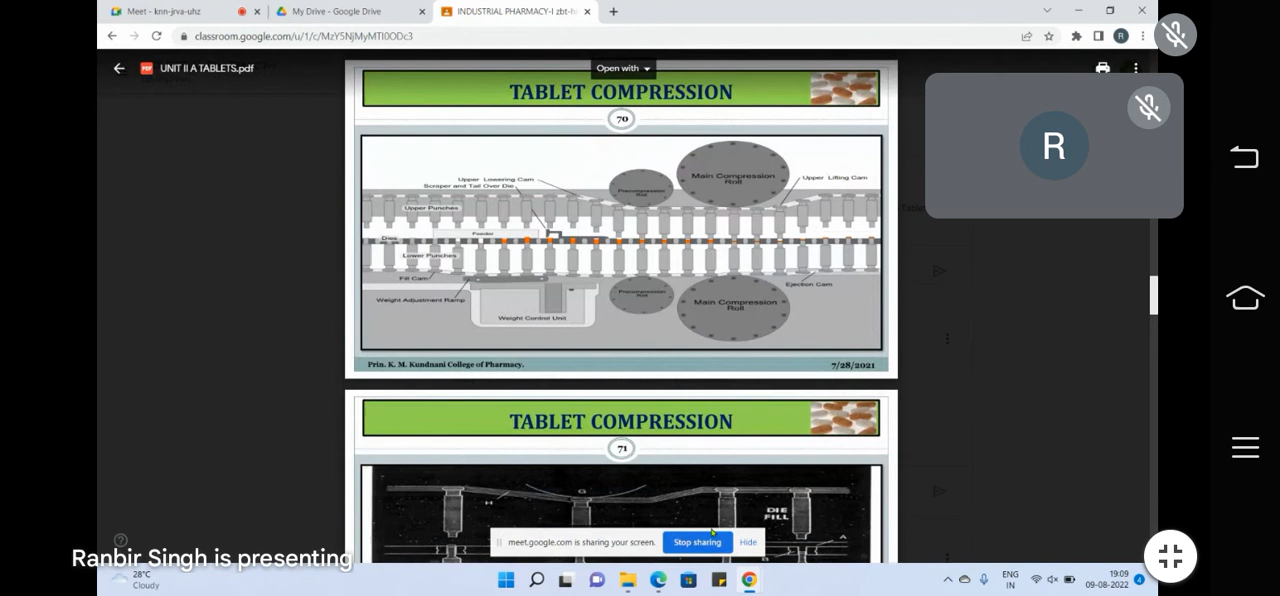 Meet - knn-jrva-uhz
My Drive - Google Drive
INDUSTRIAL PHARMACY-I
classroom.google.com/u/1/c/MzY5NjMyMTI0ODc3
R
UNIT II A TABLETS.pdf
Open with
R
TABLET COMPRESSION
70
Upper Lowering Cam
Scraper and Tail Over Die
Upper Punches
Precompression Roll
Main Compression Roll
Upper Lifting Cam
Dies
Feeder
Lower Punches
Fill Cam
Weight Adjustment Ramp
Weight Control Unit
Precompression Roll
Main Compression Roll
Ejection Cam
Prin. K. M. Kundnani College of Pharmacy.
7/28/2021
TABLET COMPRESSION
71
H
G
DIE
FILL
A
meet.google.com is sharing your screen.
Stop sharing
Hide
Ranbir Singh is presenting
28°C
Cloudy
ENG
IN
19:09
09-08-2022
4